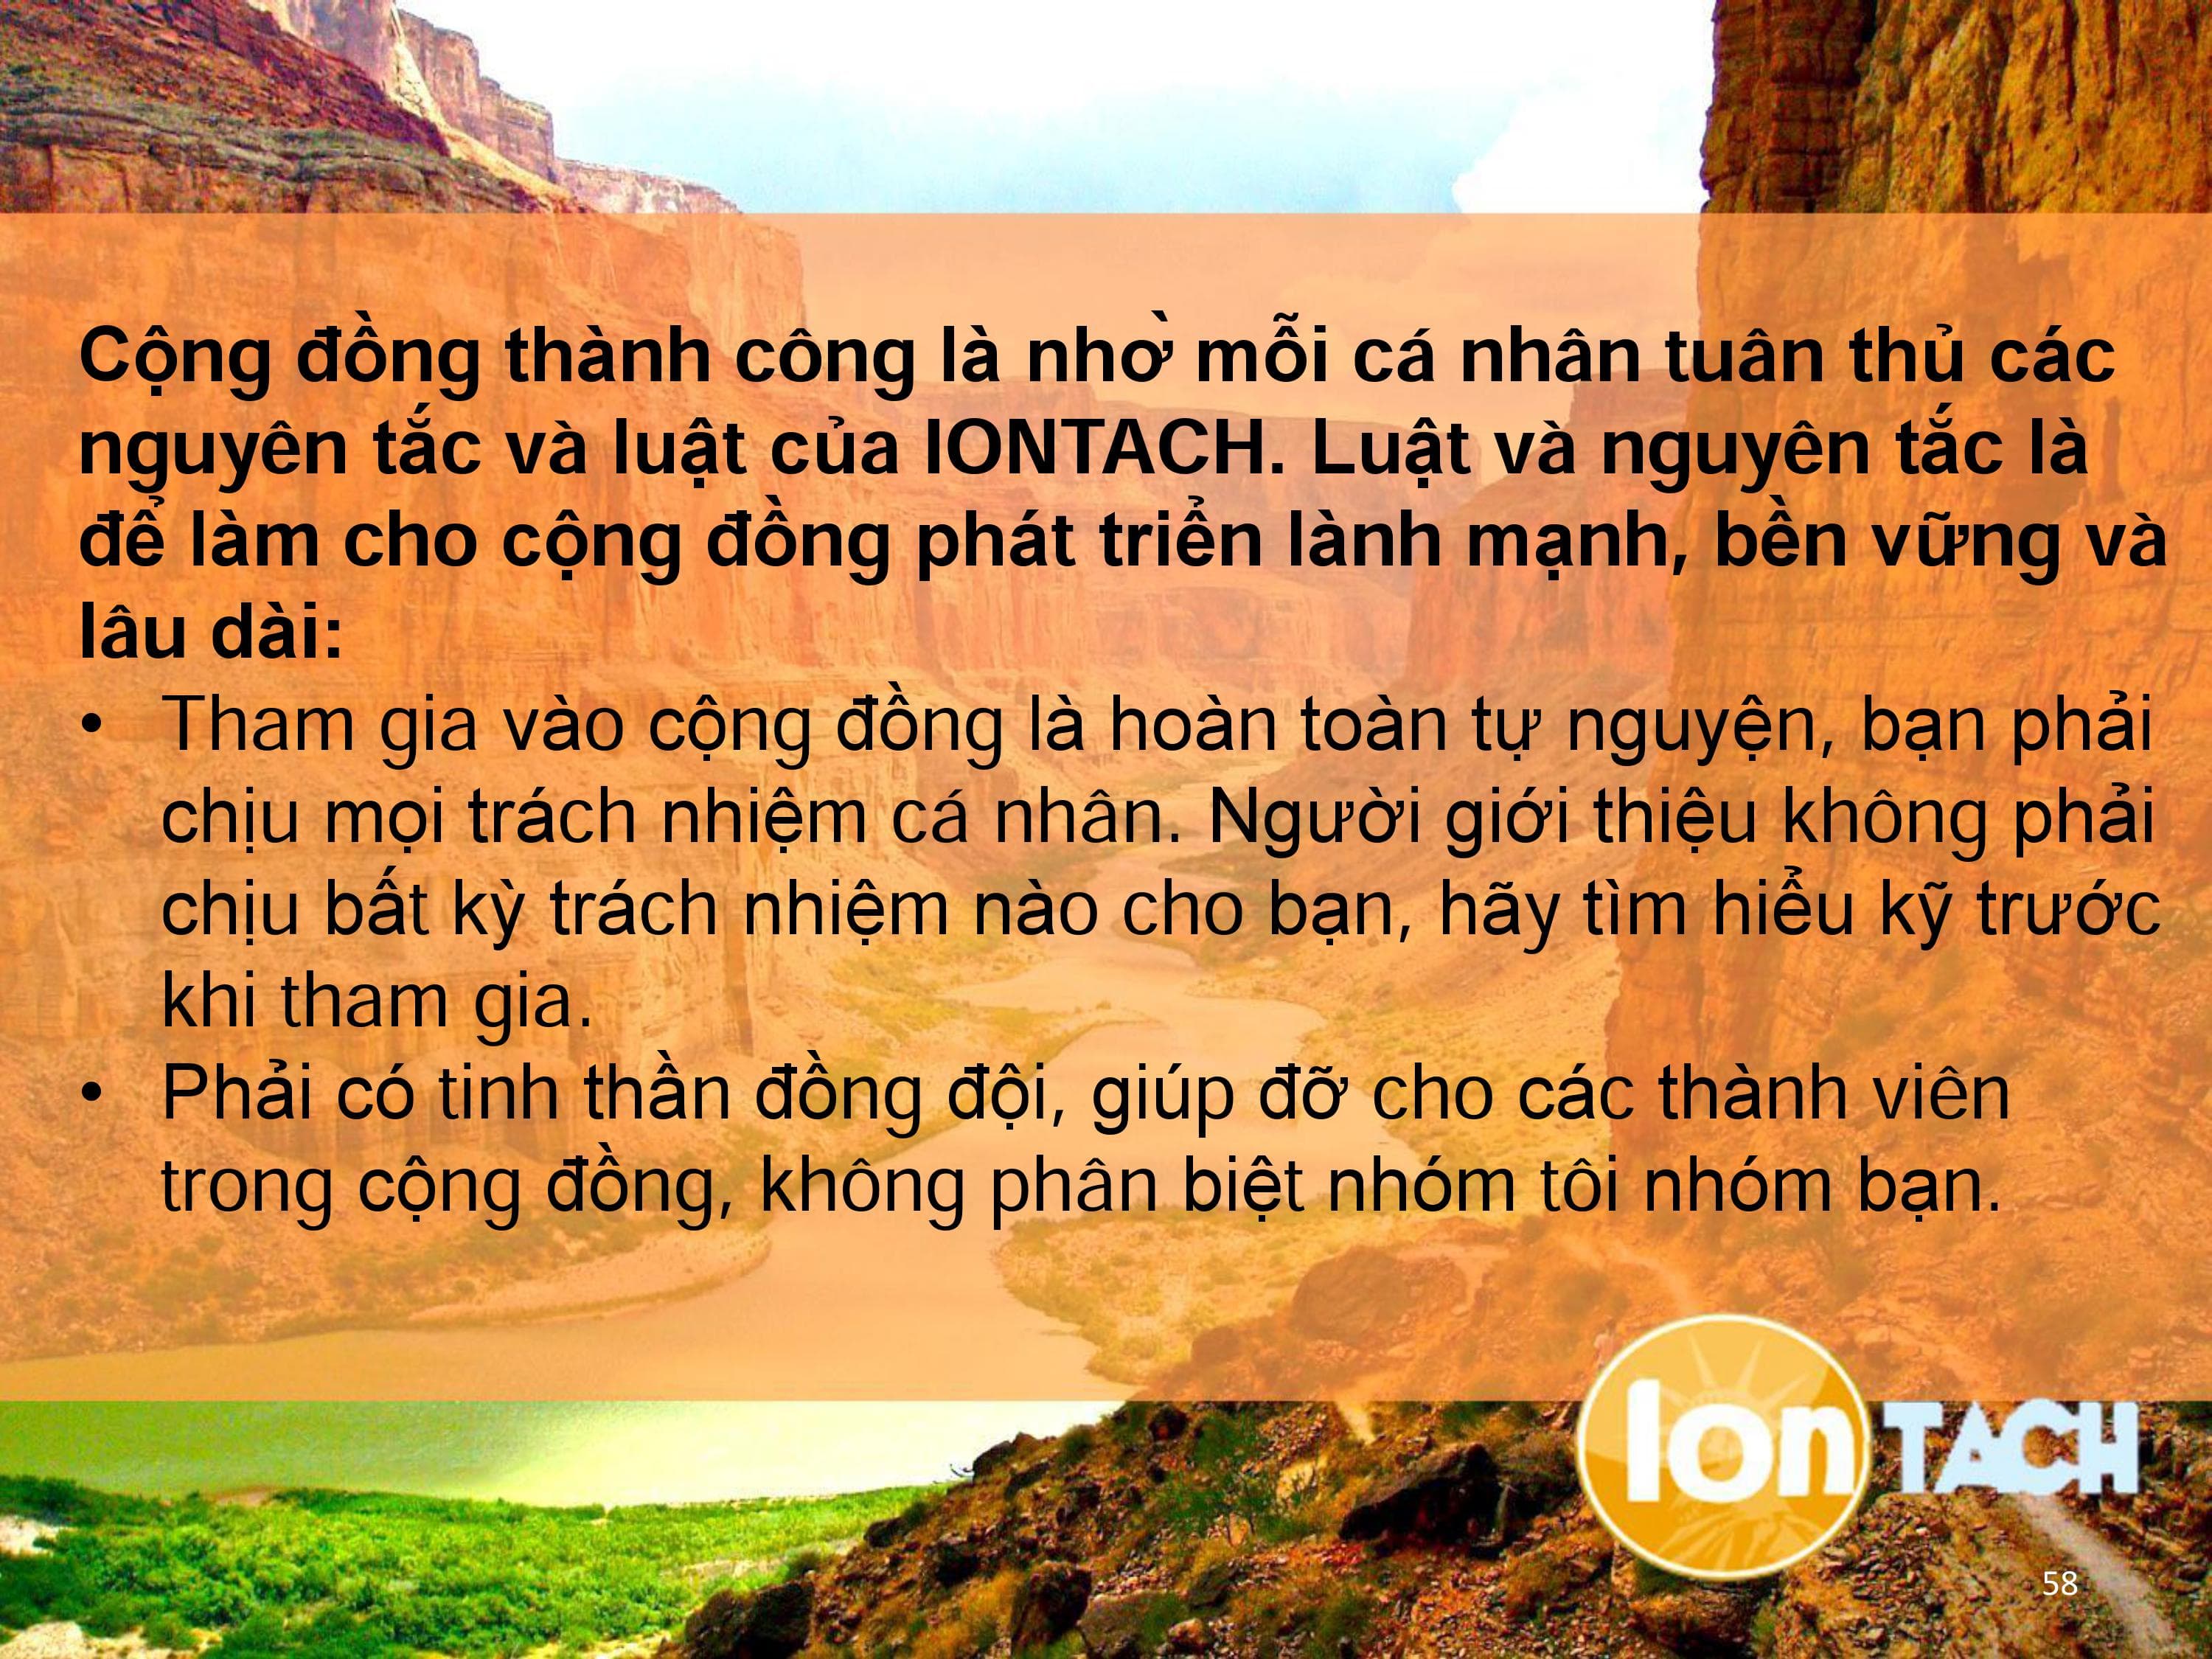 Cộng đồng thành công là nhờ mỗi cá nhân tuân thủ các
nguyên tắc và luật của IONTACH. Luật và nguyên tắc là
để làm cho cộng đồng phát triển lành mạnh, bền vững và
lâu dài:
• Tham gia vào cộng đồng là hoàn toàn tự nguyện, bạn phải
chịu mọi trách nhiệm cá nhân. Người giới thiệu không phải
chịu bất kỳ trách nhiệm nào cho bạn, hãy tìm hiểu kỹ trước
khi tham gia.
• Phải có tinh thần đồng đội, giúp đỡ cho các thành viên
trong cộng đồng, không phân biệt nhóm tôi nhóm bạn.
Ion TACH
58